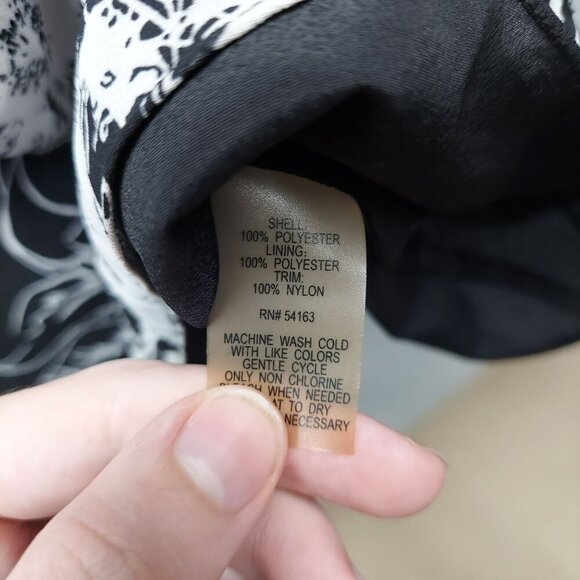 SHELL:
100% POLYESTER
LINING:
100% POLYESTER
TRIM:
100% NYLON
RN# 54163
MACHINE WASH COLD
WITH LIKE COLORS
GENTLE CYCLE
ONLY NON CHLORINE
BLEACH WHEN NEEDED
TO DRY
NECESSARY